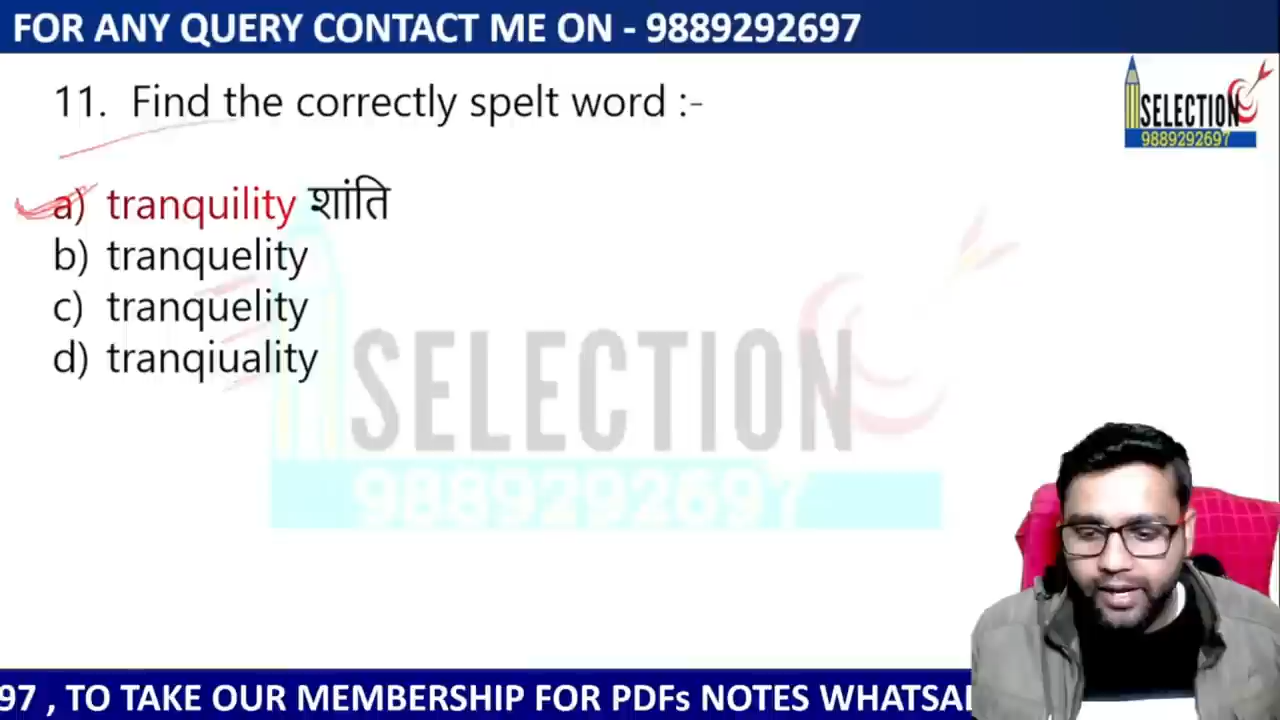 FOR ANY QUERY CONTACT ME ON - 9889292697
SELECTION
9889292697
11. Find the correctly spelt word :-
a) tranquility शांति
b) tranquelity
c) tranquelity
d) tranqiuality
SELECTION
9889292697
97 , TO TAKE OUR MEMBERSHIP FOR PDFs NOTES